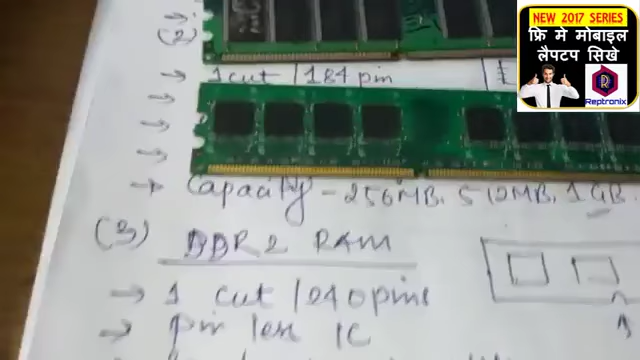 NEW 2017 SERIES
फ्रि मे मोबाइल
लैपटप सिखे
Reptronix
(2)
→ 1 cut / 184 pin
→ Capacity - 256MB, 512MB, 1GB.
(3) DDR2 RAM
→ 1 cut / 240 pins
→ pin less IC